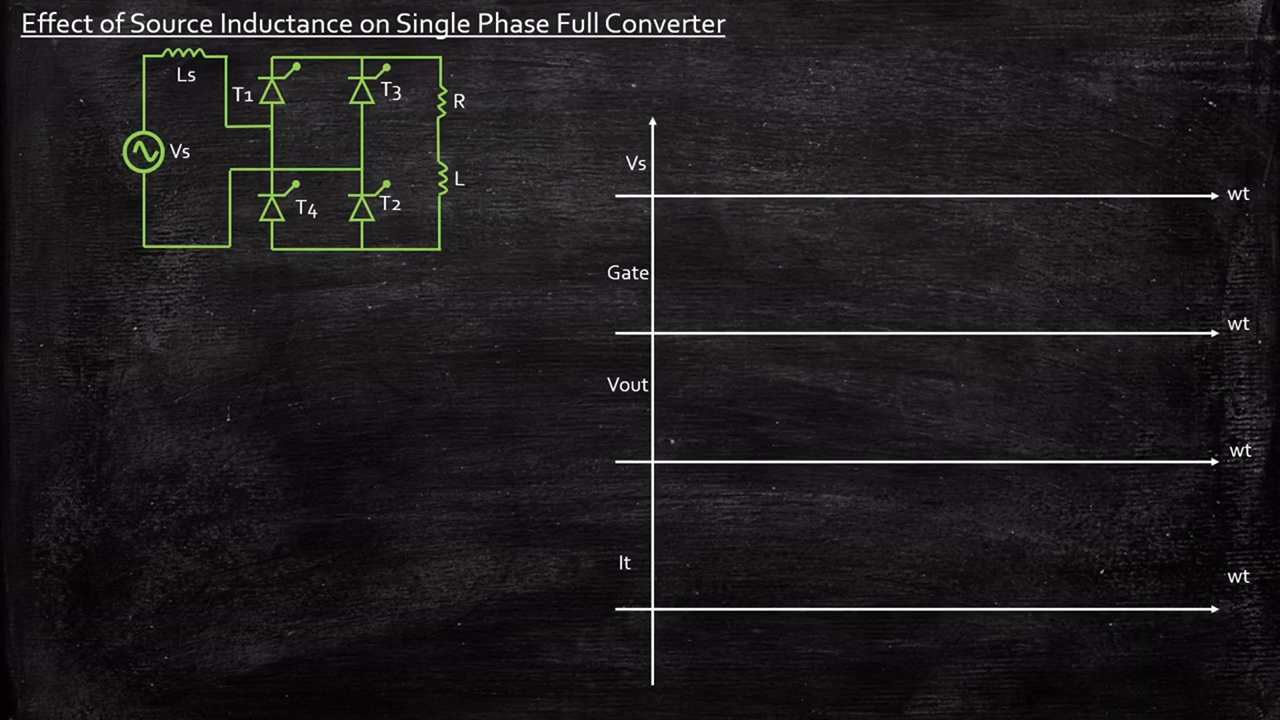 Effect of Source Inductance on Single Phase Full Converter
Ls
T1
T3
R
Vs
L
T4
T2
Vs
wt
Gate
wt
Vout
wt
It
wt